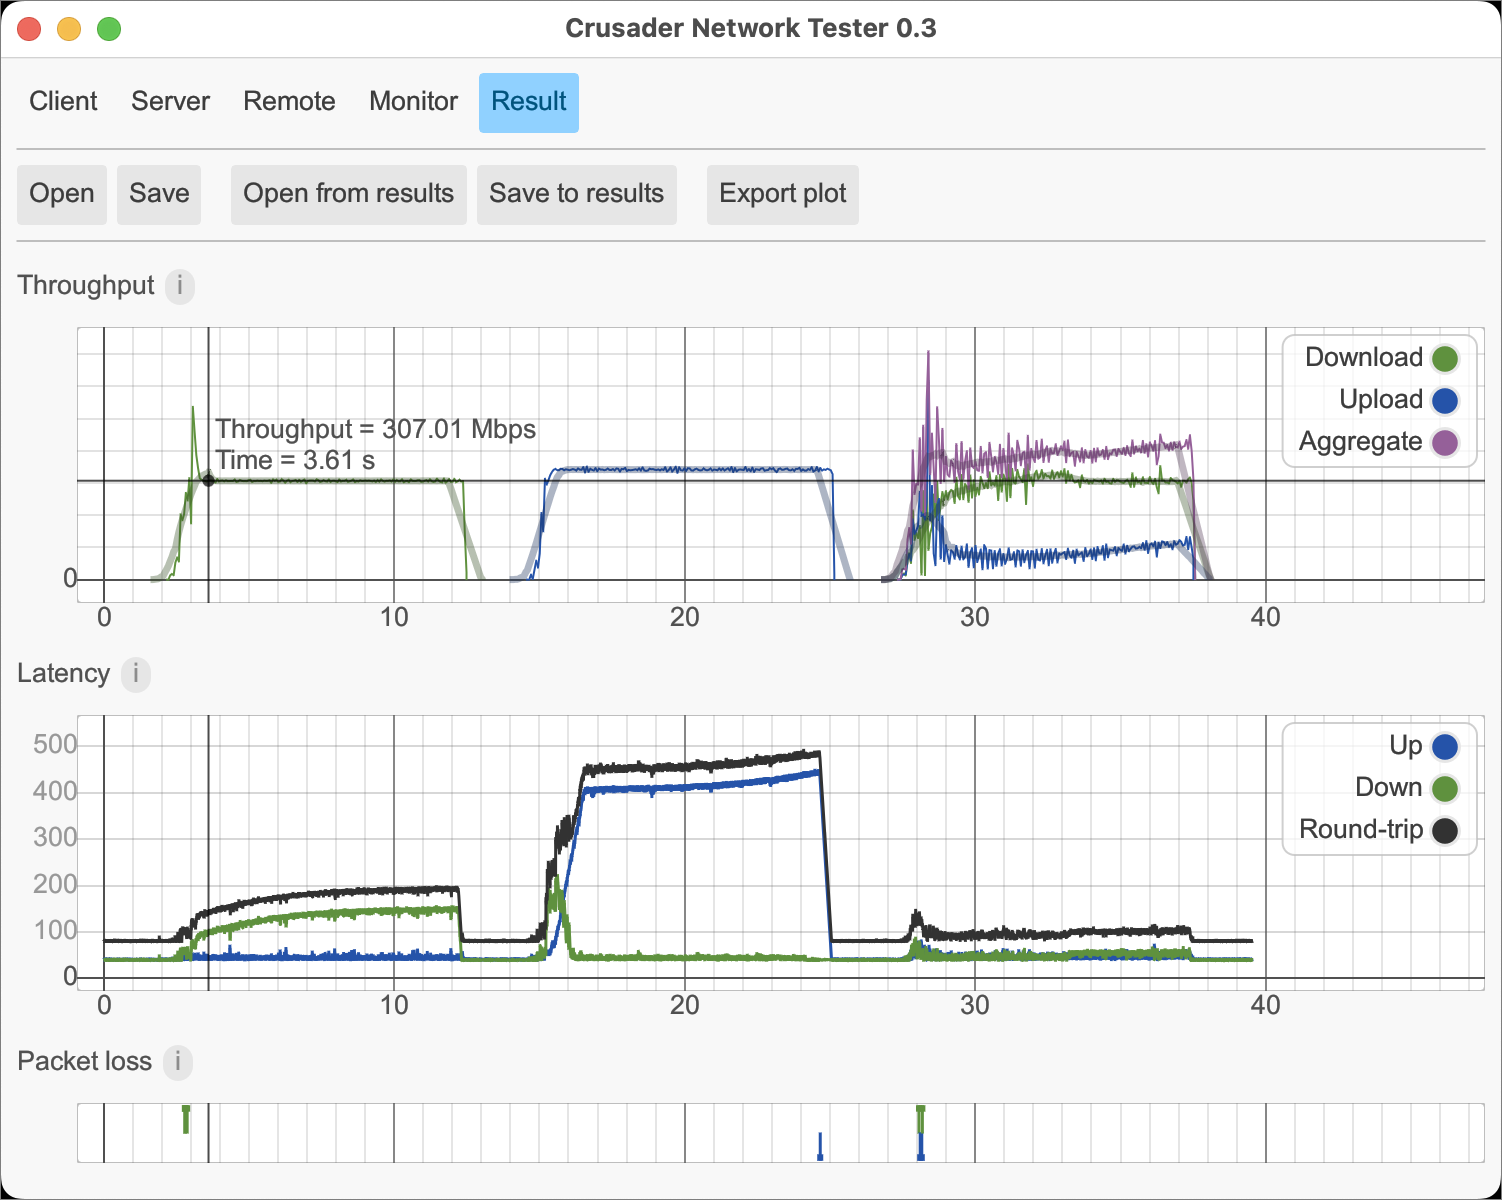 Crusader Network Tester 0.3
Client Server Remote Monitor Result
Open Save Open from results Save to results Export plot
Throughput i
Download
Upload
Aggregate
Throughput = 307.01 Mbps
Time = 3.61 s
0
0 10 20 30 40
Latency i
500
400
300
200
100
0
Up
Down
Round-trip
0 10 20 30 40
Packet loss i